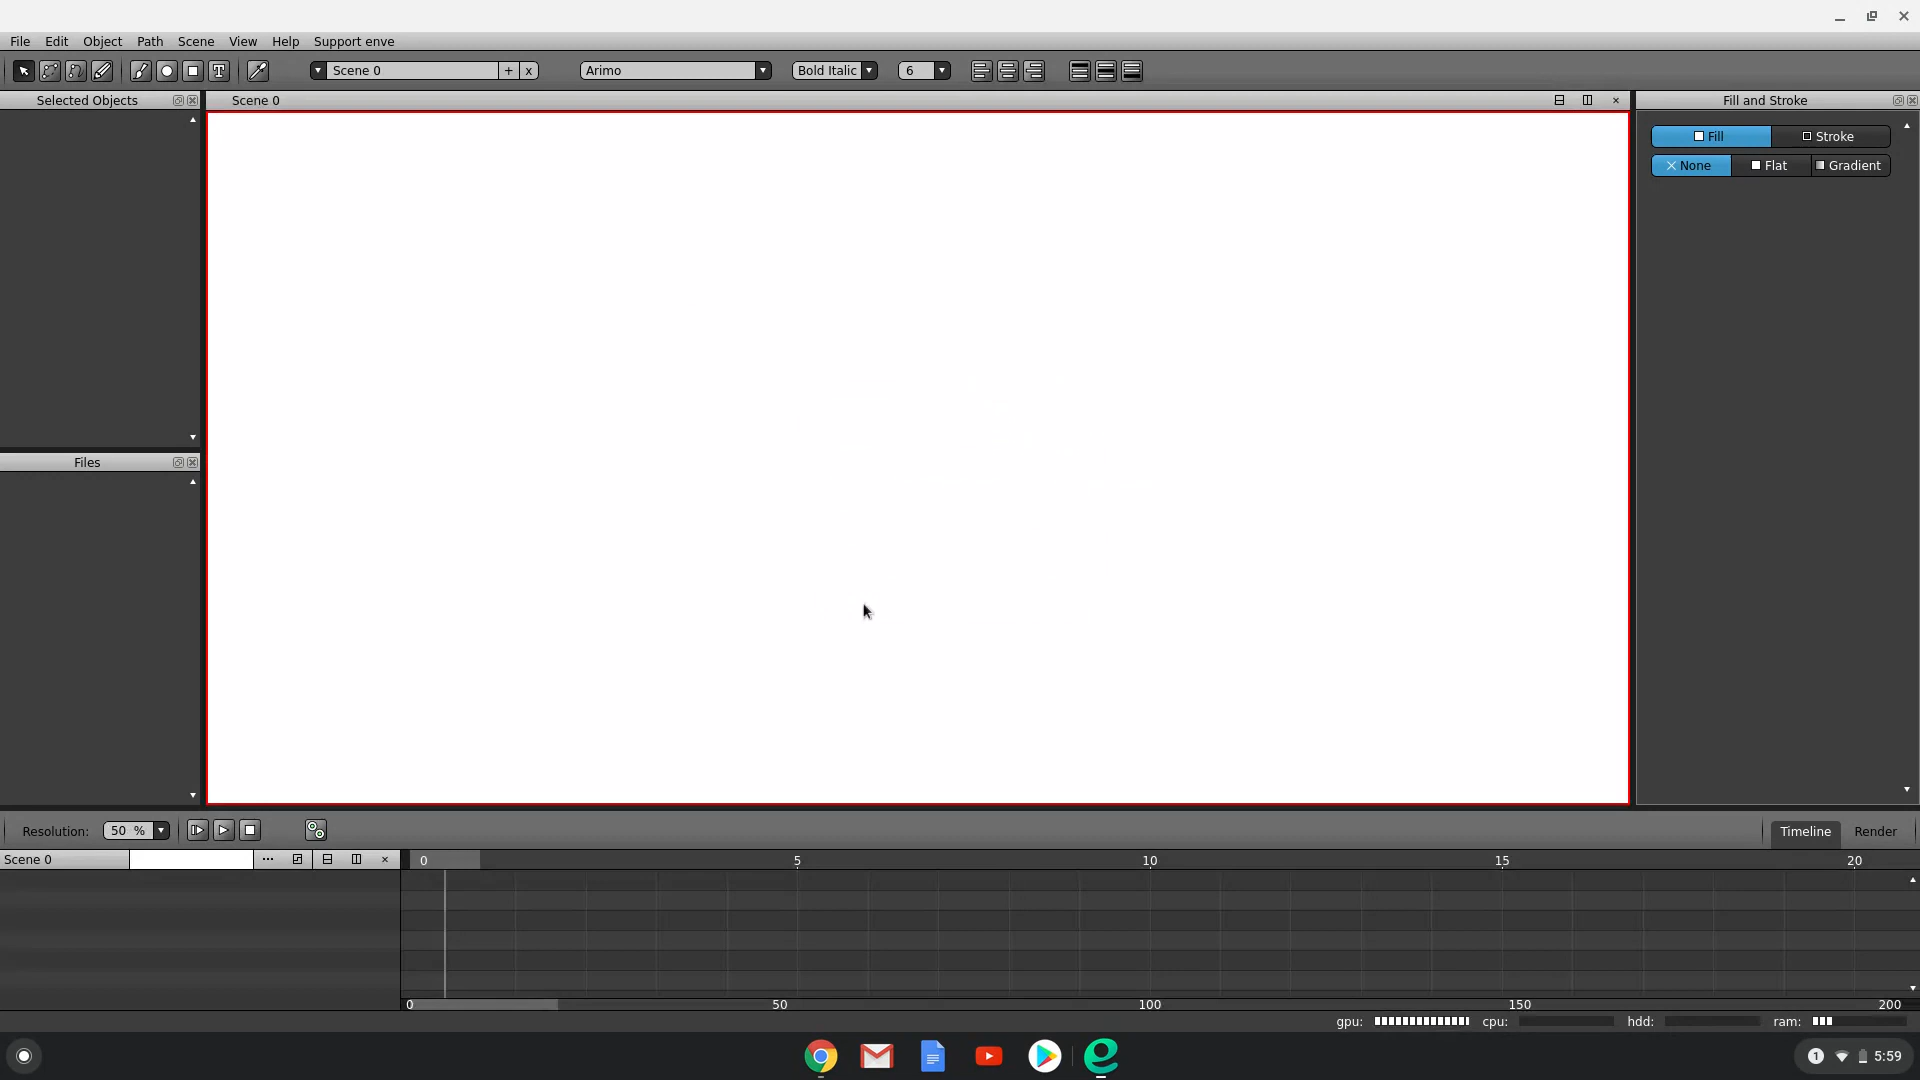 File Edit Object Path Scene View Help Support enve
Scene 0 + x Arimo Bold Italic 6
Selected Objects Scene 0 Fill and Stroke
Fill Stroke
None Flat Gradient
Files
Resolution: 50 % Timeline Render
Scene 0 ... 0 5 10 15 20
0 50 100 150 200
gpu: cpu: hdd: ram:
1 5:59